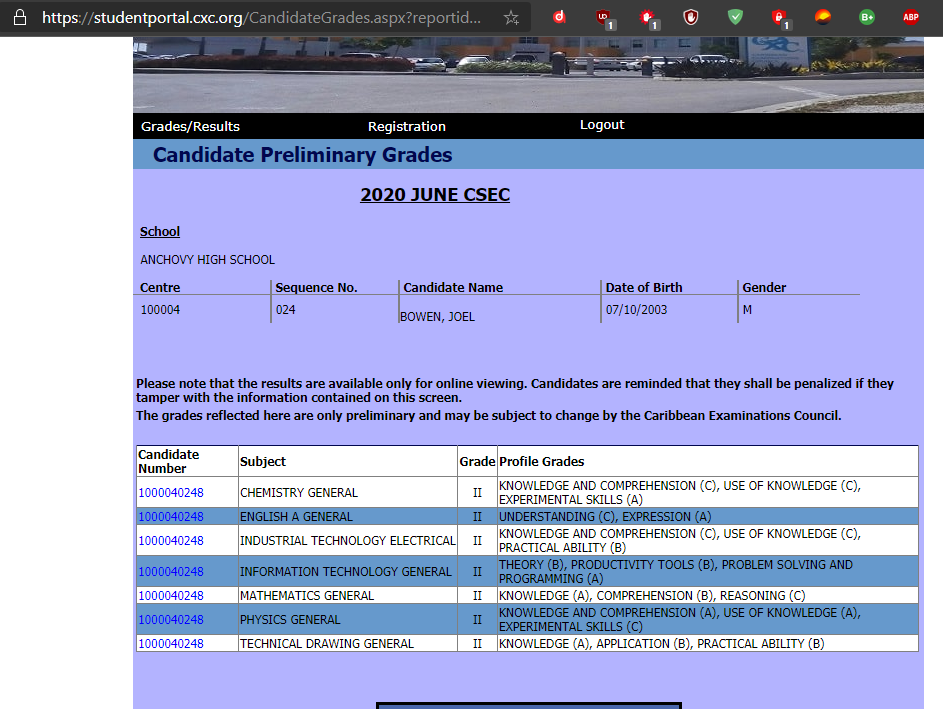 https://studentportal.cxc.org/CandidateGrades.aspx?reportid...
Grades/Results Registration Logout
Candidate Preliminary Grades
2020 JUNE CSEC
School
ANCHOVY HIGH SCHOOL
Centre Sequence No. Candidate Name Date of Birth Gender
100004 024 BOWEN, JOEL 07/10/2003 M
Please note that the results are available only for online viewing. Candidates are reminded that they shall be penalized if they
tamper with the information contained on this screen.
The grades reflected here are only preliminary and may be subject to change by the Caribbean Examinations Council.
Candidate Number Subject Grade Profile Grades
1000040248 CHEMISTRY GENERAL II KNOWLEDGE AND COMPREHENSION (C), USE OF KNOWLEDGE (C),
EXPERIMENTAL SKILLS (A)
1000040248 ENGLISH A GENERAL II UNDERSTANDING (C), EXPRESSION (A)
1000040248 INDUSTRIAL TECHNOLOGY ELECTRICAL II KNOWLEDGE AND COMPREHENSION (C), USE OF KNOWLEDGE (C),
PRACTICAL ABILITY (B)
1000040248 INFORMATION TECHNOLOGY GENERAL II THEORY (B), PRODUCTIVITY TOOLS (B), PROBLEM SOLVING AND
PROGRAMMING (A)
1000040248 MATHEMATICS GENERAL II KNOWLEDGE (A), COMPREHENSION (B), REASONING (C)
1000040248 PHYSICS GENERAL II KNOWLEDGE AND COMPREHENSION (A), USE OF KNOWLEDGE (A),
EXPERIMENTAL SKILLS (C)
1000040248 TECHNICAL DRAWING GENERAL II KNOWLEDGE (A), APPLICATION (B), PRACTICAL ABILITY (B)